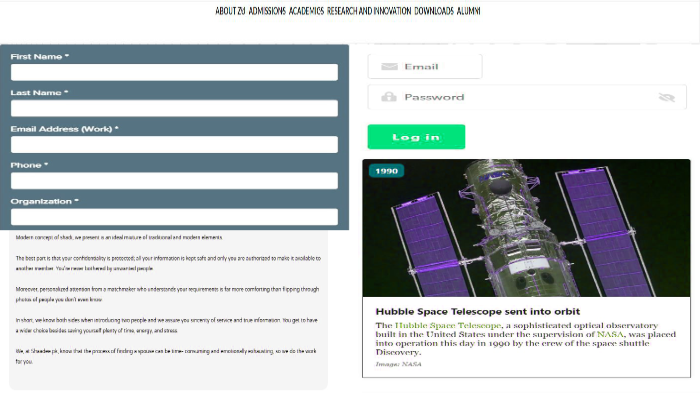 ABOUT ZU ADMISSIONS ACADEMICS RESEARCH AND INNOVATION DOWNLOADS ALUMNI
First Name *
Last Name *
Email Address (Work) *
Phone *
Organization *
Modern concept of shadi, we present is an ideal mixture of traditional and modern elements.
The best part is that your confidentiality is protected; all your information is kept safe and only you are authorized to make it available to
another member. You're never bothered by unwanted people.
Moreover, personalized attention from a matchmaker who understands your requirements is far more comforting than flipping through
photos of people you don't even know.
In short, we know both sides when introducing two people and we assure you sincerity of service and true information. You get to have
a wider choice besides saving yourself plenty of time, energy, and stress.
We, at Shaadee.pk, know that the process of finding a spouse can be time- consuming and emotionally exhausting, so we do the work
for you.
Email
Password
Log in
1990
Hubble Space Telescope sent into orbit
The Hubble Space Telescope, a sophisticated optical observatory
built in the United States under the supervision of NASA, was placed
into operation this day in 1990 by the crew of the space shuttle
Discovery.
Image: NASA